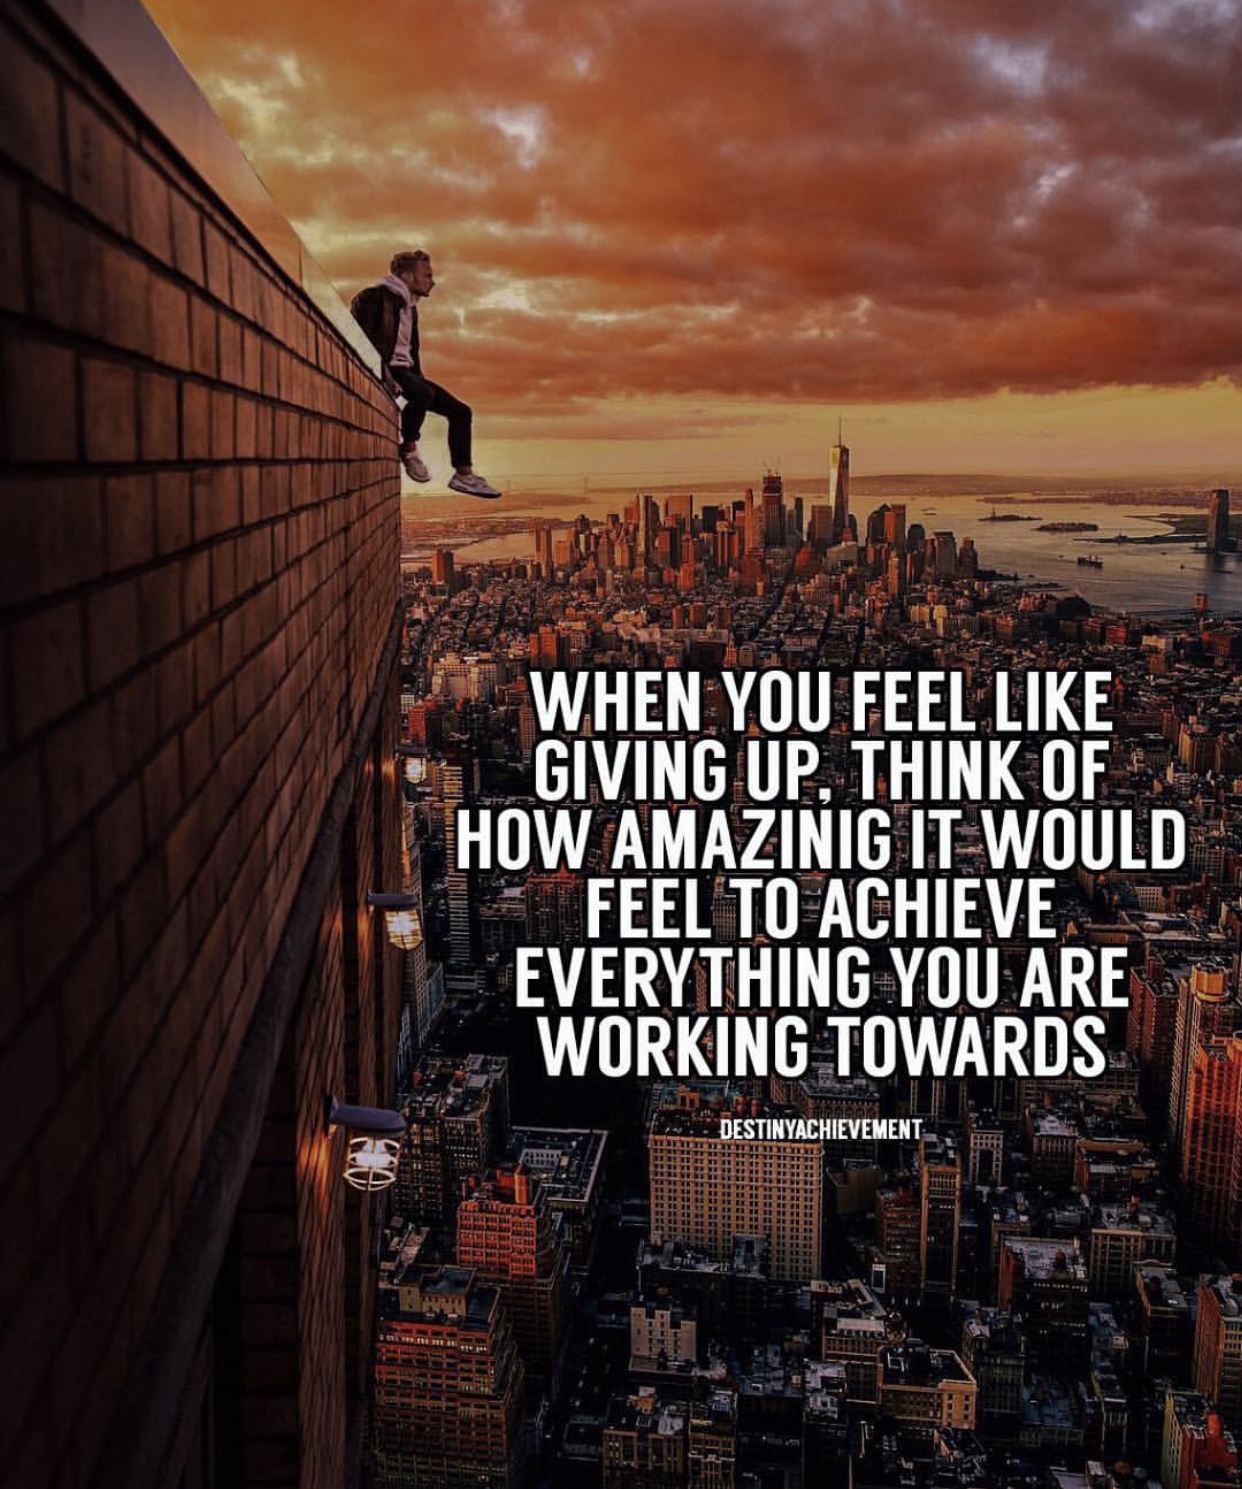 WHEN YOU FEEL LIKE
GIVING UP, THINK OF
HOW AMAZINIG IT WOULD
FEEL TO ACHIEVE
EVERYTHING YOU ARE
WORKING TOWARDS
DESTINYACHIEVEMENT